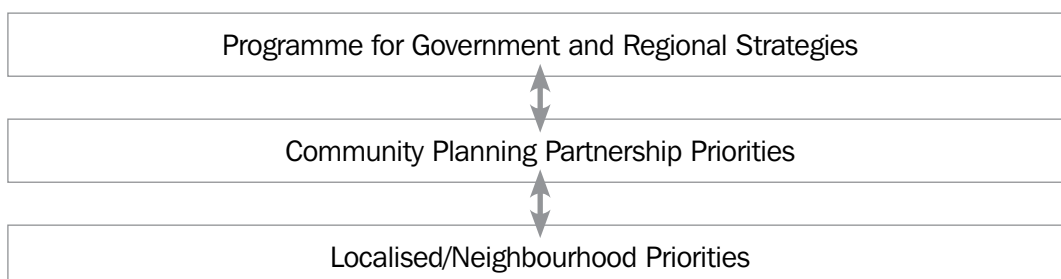 Programme for Government and Regional Strategies
Community Planning Partnership Priorities
Localised/Neighbourhood Priorities